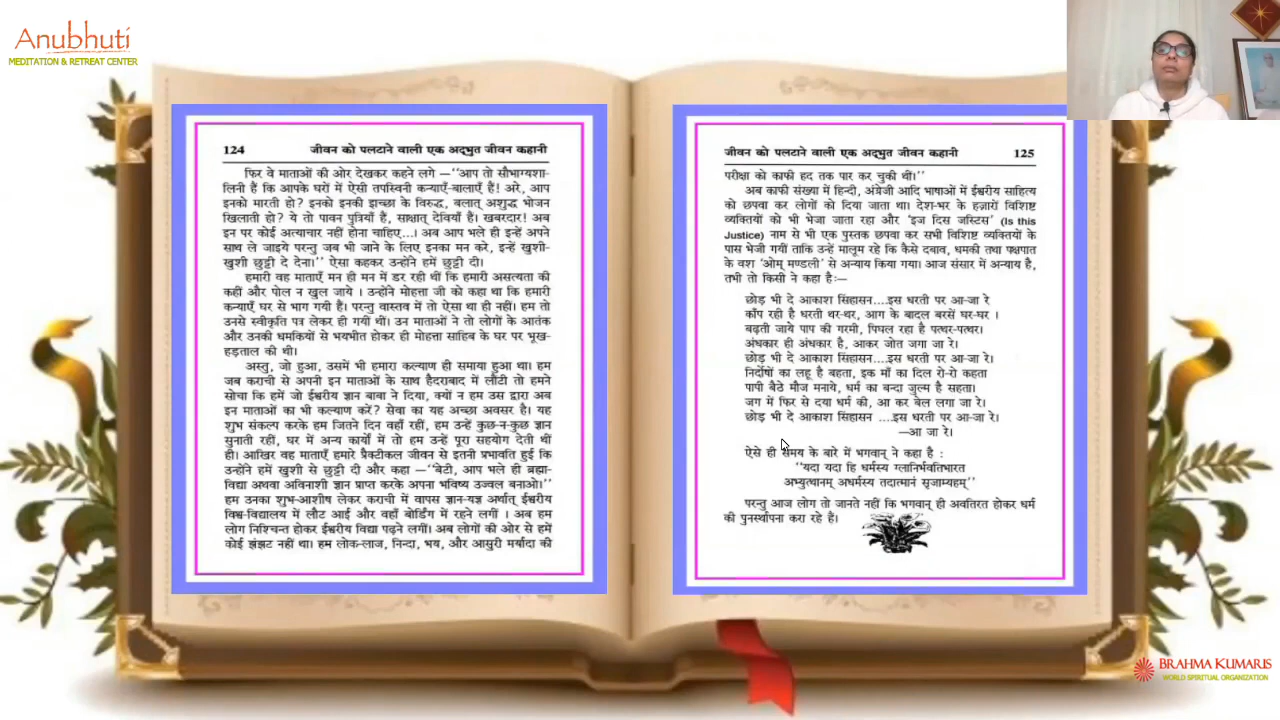 Anubhuti
MEDITATION & RETREAT CENTER
124 जीवन को पलटाने वाली एक अद्भुत जीवन कहानी
फिर वे माताओं की ओर देखकर कहने लगे –“आप तो सौभाग्यशा-
लिनी हैं कि आपके घरों में ऐसी तपस्विनी कन्याएँ-बालाएँ हैं! अरे, आप
इनको मारती हो? इनको इनकी इाच्छा के विरुद्ध, बलात् अशुद्ध भोजन
खिलाती हो? ये तो पावन पुत्रियाँ हैं, साक्षात् देवियाँ हैं। खबरदार! अब
इन पर कोई अत्याचार नहीं होना चाहिए...। अब आप भले ही इन्हें अपने
साथ ले जाइये परन्तु जब भी जाने के लिए इनका मन करे, इन्हें खुशी-
खुशी छुट्टी दे देना।” ऐसा कहकर उन्होंने हमें छुट्टी दी।
हमारी वह माताएँ मन ही मन में डर रही थीं कि हमारी असत्यता की
कहीं और पोल न खुल जाये । उन्होंने मोहत्ता जी को कहा था कि हमारी
कन्याएँ घर से भाग गयी हैं। परन्तु वास्तव में तो ऐसा था ही नहीं। हम तो
उनसे स्वीकृति पत्र लेकर ही गयी थीं। उन माताओं ने तो लोगों के आतंक
और उनकी धमकियों से भयभीत होकर ही मोहत्ता साहिब के घर पर भूख-
हड़ताल की थी।
अस्तु, जो हुआ, उसमें भी हमारा कल्याण ही समाया हुआ था। हम
जब कराची से अपनी इन माताओं के साथ हैदराबाद में लौटी तो हमने
सोचा कि हमें जो ईश्वरीय ज्ञान बाबा ने दिया, क्यों न हम उस द्वारा अब
इन माताओं का भी कल्याण करें? सेवा का यह अच्छा अवसर है। यह
शुभ संकल्प करके हम जितने दिन वहाँ रहीं, हम उन्हें कुछ-न-कुछ ज्ञान
सुनाती रहीं, घर में अन्य कार्यों में तो हम उन्हें पूरा सहयोग देती थीं
ही। आखिर वह माताएँ हमारे प्रैक्टीकल जीवन से इतनी प्रभावति हुई कि
उन्होंने हमें खुशी से छुट्टी दी और कहा –“बेटी, आप भले ही ब्रह्मा-
विद्या अथवा अविनाशी ज्ञान प्राप्त करके अपना भविष्य उज्वल बनाओ।”
हम उनका शुभ-आशीष लेकर कराची में वापस ज्ञान-यज्ञ अर्थात् ईश्वरीय
विश्व-विद्यालय में लौट आई और वहाँ बोर्डिंग में रहने लगीं । अब हम
लोग निश्चिन्त होकर ईश्वरीय विद्या पढ़ने लगीं। अब लोगों की ओर से हमें
कोई झंझट नहीं था। हम लोक-लाज, निन्दा, भय, और आसुरी मर्यादा की
जीवन को पलटाने वाली एक अद्भुत जीवन कहानी 125
परीक्षा को काफी हद तक पार कर चुकी थीं।”
अब काफी संख्या में हिन्दी, अंग्रेजी आदि भाषाओं में ईश्वरीय साहित्य
को छपवा कर लोगों को दिया जाता था। देश-भर के हज़ारों विशिष्ट
व्यक्तियों को भी भेजा जाता रहा और ‘इज दिस जस्टिस’ (Is this
Justice) नाम से भी एक पुस्तक छपवा कर सभी विशिष्ट व्यक्तियों के
पास भेजी गयीं ताकि उन्हें मालूम रहे कि कैसे दबाव, धमकी तथा पक्षपात
के वश ‘ओम् मण्डली’ से अन्याय किया गया। आज संसार में अन्याय है,
तभी तो किसी ने कहा है:—
छोड़ भी दे आकाश सिंहासन....इस धरती पर आ-जा रे
काँप रही है धरती थर-थर, आग के बादल बरसें घर-घर ।
बढ़ती जाये पाप की गरमी, पिघल रहा है पत्थर-पत्थर।
अंधकार ही अंधकार है, आकर जोत जगा जा रे।
छोड़ भी दे आकाश सिंहासन....इस धरती पर आ-जा रे।
निर्दोषों का लहू है बहता, इक माँ का दिल रो-रो कहता
पापी बैठे मौज मनाये, धर्म का बन्दा जुल्म है सहता।
जग में फिर से दया धर्म की, आ कर बेल लगा जा रे।
छोड़ भी दे आकाश सिंहासन ....इस धरती पर आ-जा रे।
—आ जा रे।
ऐसे ही समय के बारे में भगवान् ने कहा है :
“यदा यदा हि धर्मस्य ग्लानिर्भवतिभारत
अभ्युत्थानम् अधर्मस्य तदात्मानं सृजाम्यहम्”
परन्तु आज लोग तो जानते नहीं कि भगवान् ही अवतिरत होकर धर्म
की पुनर्स्थापना करा रहे हैं।
BRAHMA KUMARIS
WORLD SPIRITUAL ORGANIZATION